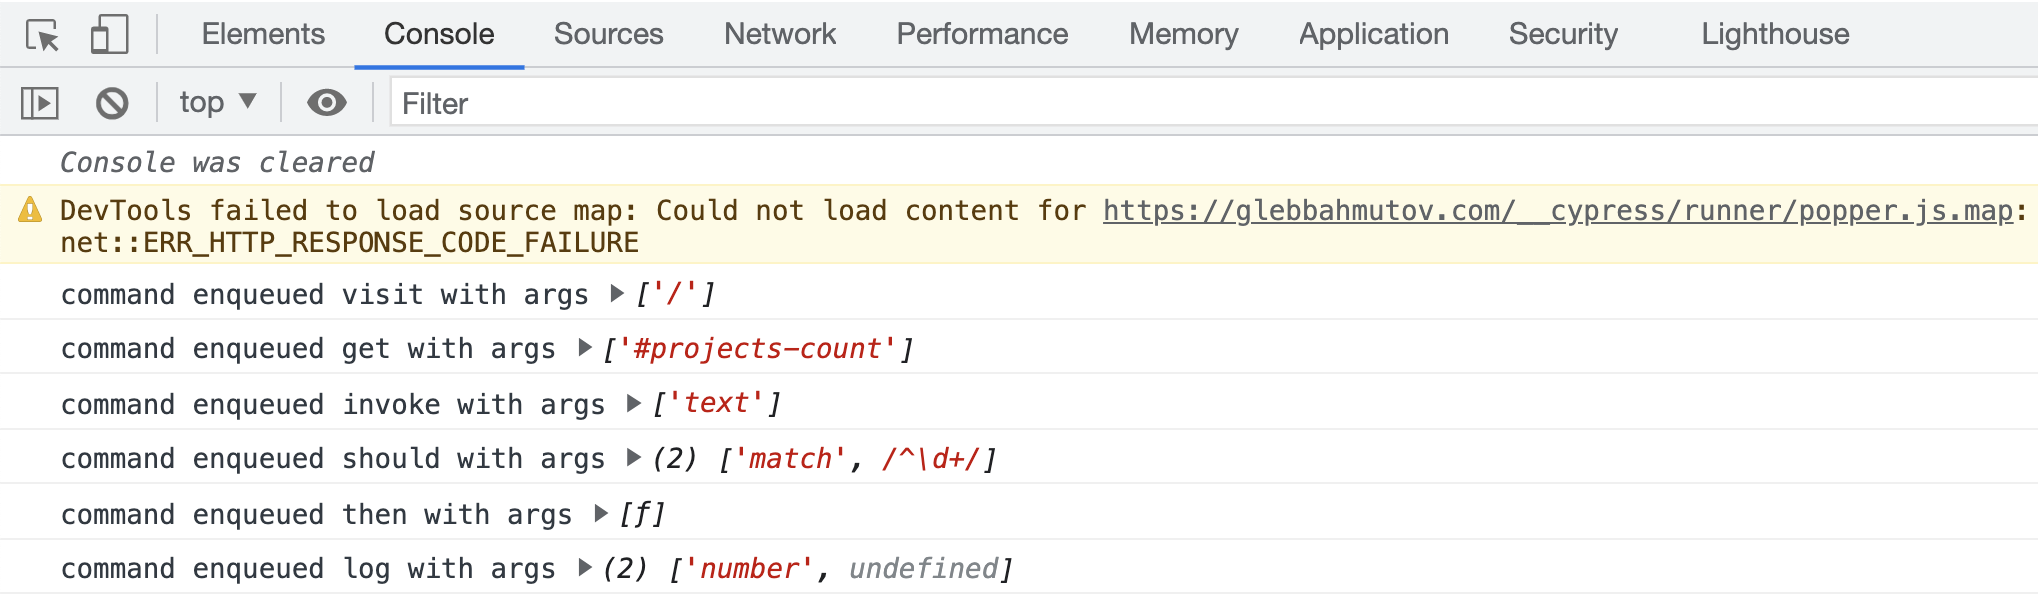 Elements Console Sources Network Performance Memory Application Security Lighthouse
top ▼ Filter
Console was cleared
DevTools failed to load source map: Could not load content for https://glebbahmutov.com/__cypress/runner/popper.js.map:
net::ERR_HTTP_RESPONSE_CODE_FAILURE
command enqueued visit with args ▶ ['/']
command enqueued get with args ▶ ['#projects-count']
command enqueued invoke with args ▶ ['text']
command enqueued should with args ▶ (2) ['match', /^\d+/]
command enqueued then with args ▶ [f]
command enqueued log with args ▶ (2) ['number', undefined]